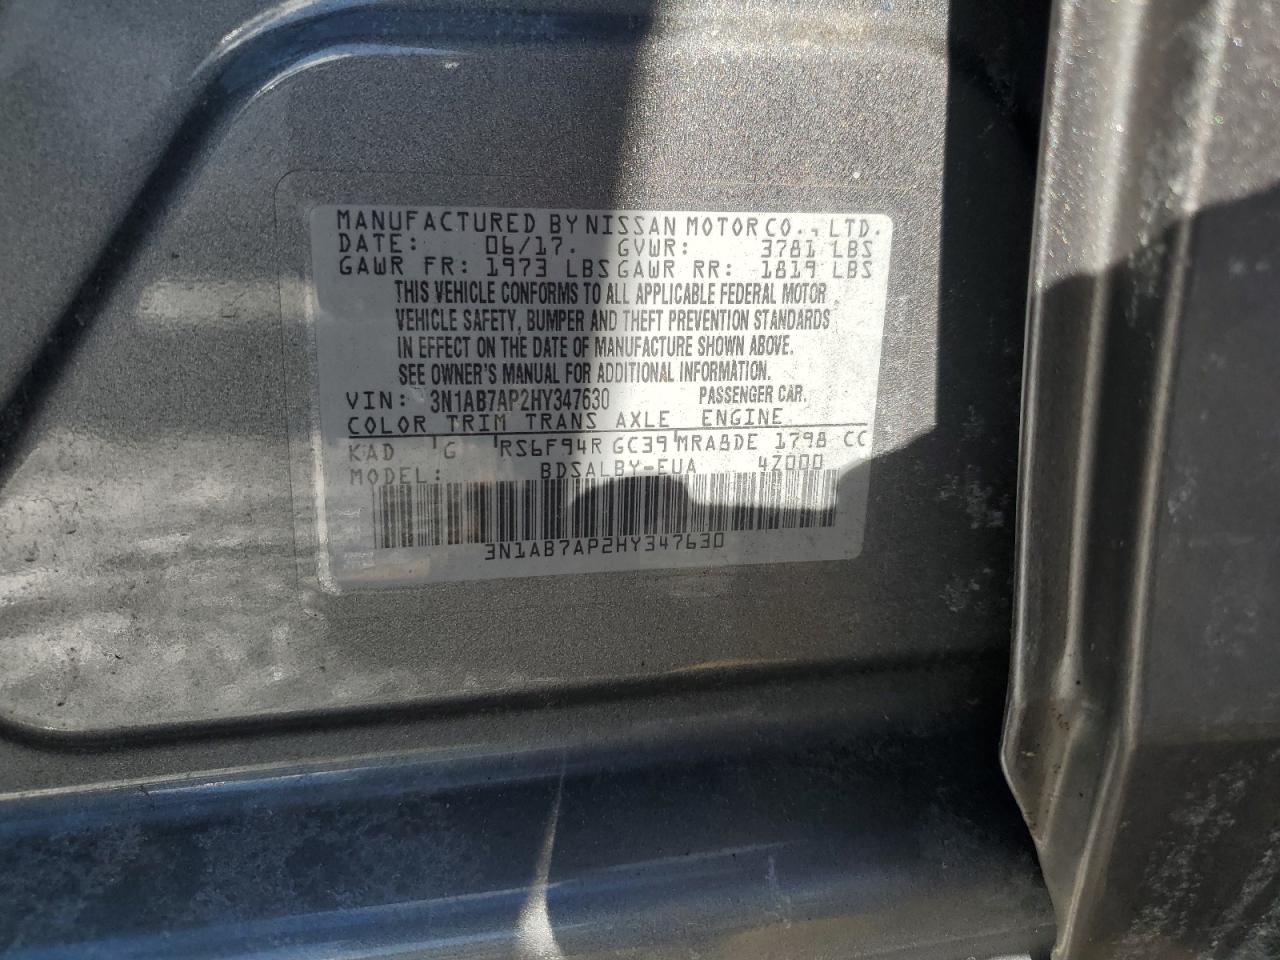 MANUFACTURED BY NISSAN MOTOR CO., LTD.
DATE: 06/17. GVWR: 3781 LBS
GAWR FR: 1973 LBS GAWR RR: 1819 LBS
THIS VEHICLE CONFORMS TO ALL APPLICABLE FEDERAL MOTOR
VEHICLE SAFETY, BUMPER AND THEFT PREVENTION STANDARDS
IN EFFECT ON THE DATE OF MANUFACTURE SHOWN ABOVE.
SEE OWNER'S MANUAL FOR ADDITIONAL INFORMATION.
VIN: 3N1AB7AP2HY347630 PASSENGER CAR.
COLOR TRIM TRANS AXLE ENGINE
KAD G RS6F94R GC39 MRA8DE 1798 CC
MODEL: BDSALBY-EUA 4Z000
3N1AB7AP2HY347630